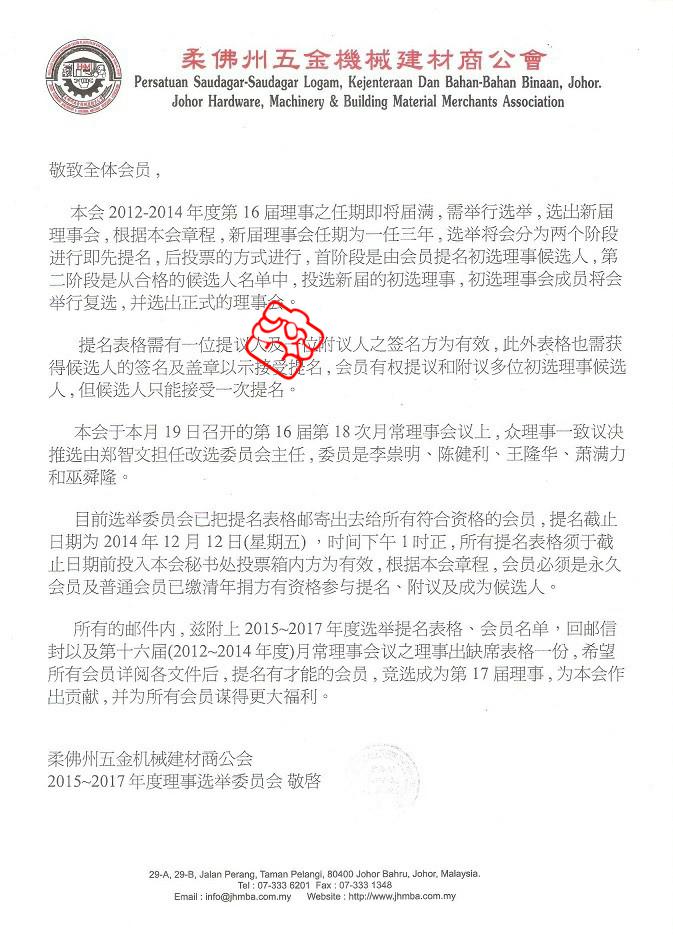 柔佛州五金機械建材商公會
Persatuan Saudagar-Saudagar Logam, Kejenteraan Dan Bahan-Bahan Binaan, Johor.
Johor Hardware, Machinery & Building Material Merchants Association
敬致全体会员 ,
本会 2012-2014 年度第 16 届理事之任期即将届满 , 需举行选举 , 选出新届
理事会 , 根据本会章程 , 新届理事会任期为一任三年 , 选举将会分为两个阶段
进行即先提名 , 后投票的方式进行 , 首阶段是由会员提名初选理事候选人 , 第
二阶段是从合格的候选人名单中 , 投选新届的初选理事 , 初选理事会成员将会
举行复选 , 并选出正式的理事会。
提名表格需有一位提议人及 位附议人之签名方为有效 , 此外表格也需获
得候选人的签名及盖章以示接受提名 , 会员有权提议和附议多位初选理事候选
人 , 但候选人只能接受一次提名。
本会于本月 19 日召开的第 16 届第 18 次月常理事会议上 , 众理事一致议决
推选由郑智文担任改选委员会主任 , 委员是李崇明、陈健利、王隆华、萧满力
和巫舜隆。
目前选举委员会已把提名表格邮寄出去给所有符合资格的会员 , 提名截止
日期为 2014 年 12 月 12 日(星期五) , 时间下午 1 时正 , 所有提名表格须于截
止日期前投入本会秘书处投票箱内方为有效 , 根据本会章程 , 会员必须是永久
会员及普通会员已缴清年捐方有资格参与提名、附议及成为候选人。
所有的邮件内 , 兹附上 2015~2017 年度选举提名表格、会员名单 , 回邮信
封以及第十六届(2012~2014 年度)月常理事会议之理事出缺席表格一份 , 希望
所有会员详阅各文件后 , 提名有才能的会员 , 竞选成为第 17 届理事 , 为本会作
出贡献 , 并为所有会员谋得更大福利。
柔佛州五金机械建材商公会
2015~2017 年度理事选举委员会 敬启
29-A, 29-B, Jalan Perang, Taman Pelangi, 80400 Johor Bahru, Johor, Malaysia.
Tel : 07-333 6201 Fax : 07-333 1348
Email : info@jhmba.com.my Website : http://www.jhmba.com.my